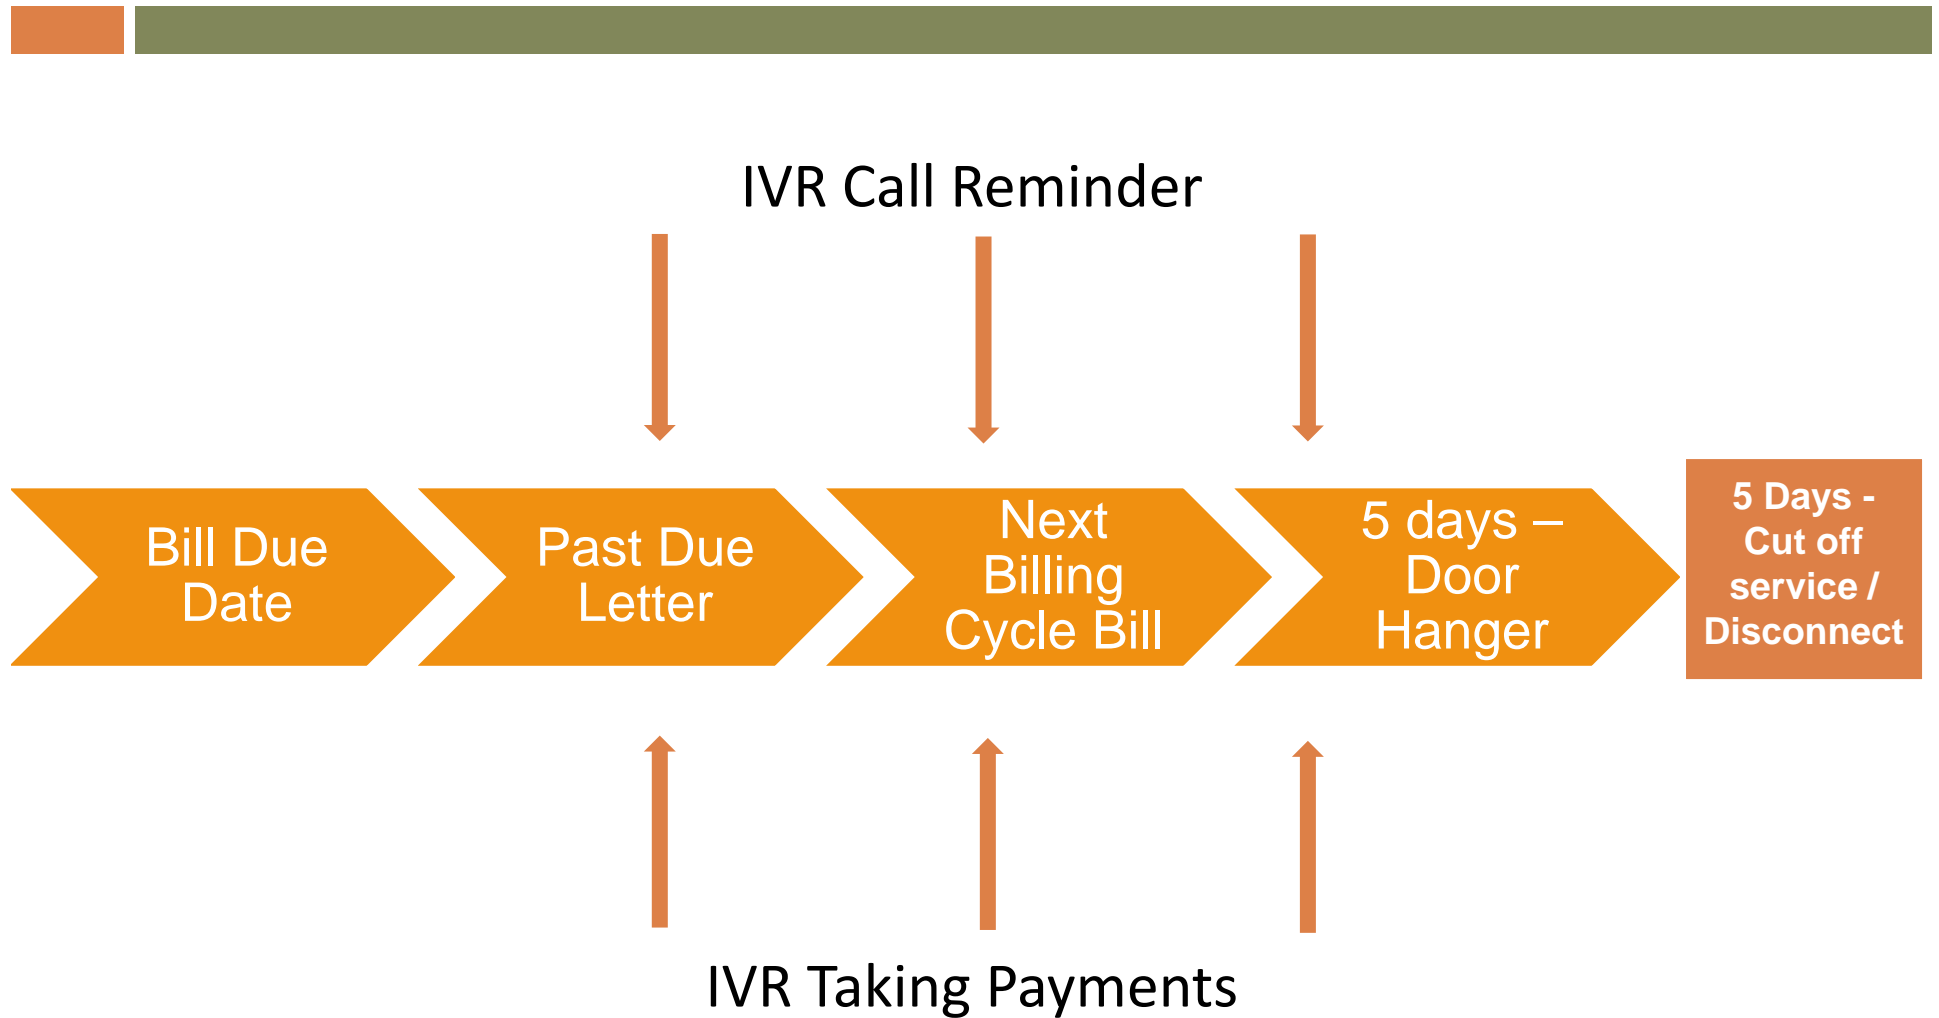 IVR Call Reminder
Bill Due
Date
Past Due
Letter
Next
Billing
Cycle Bill
5 days –
Door
Hanger
5 Days -
Cut off
service /
Disconnect
IVR Taking Payments